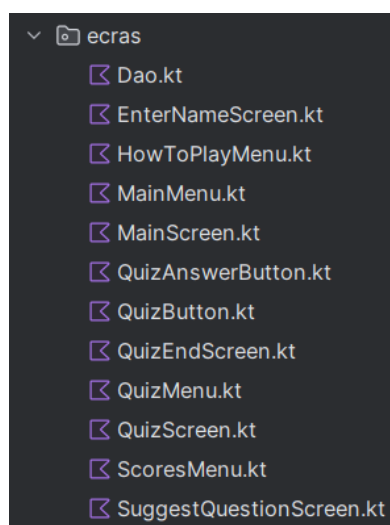 ecras
Dao.kt
EnterNameScreen.kt
HowToPlayMenu.kt
MainMenu.kt
MainScreen.kt
QuizAnswerButton.kt
QuizButton.kt
QuizEndScreen.kt
QuizMenu.kt
QuizScreen.kt
ScoresMenu.kt
SuggestQuestionScreen.kt